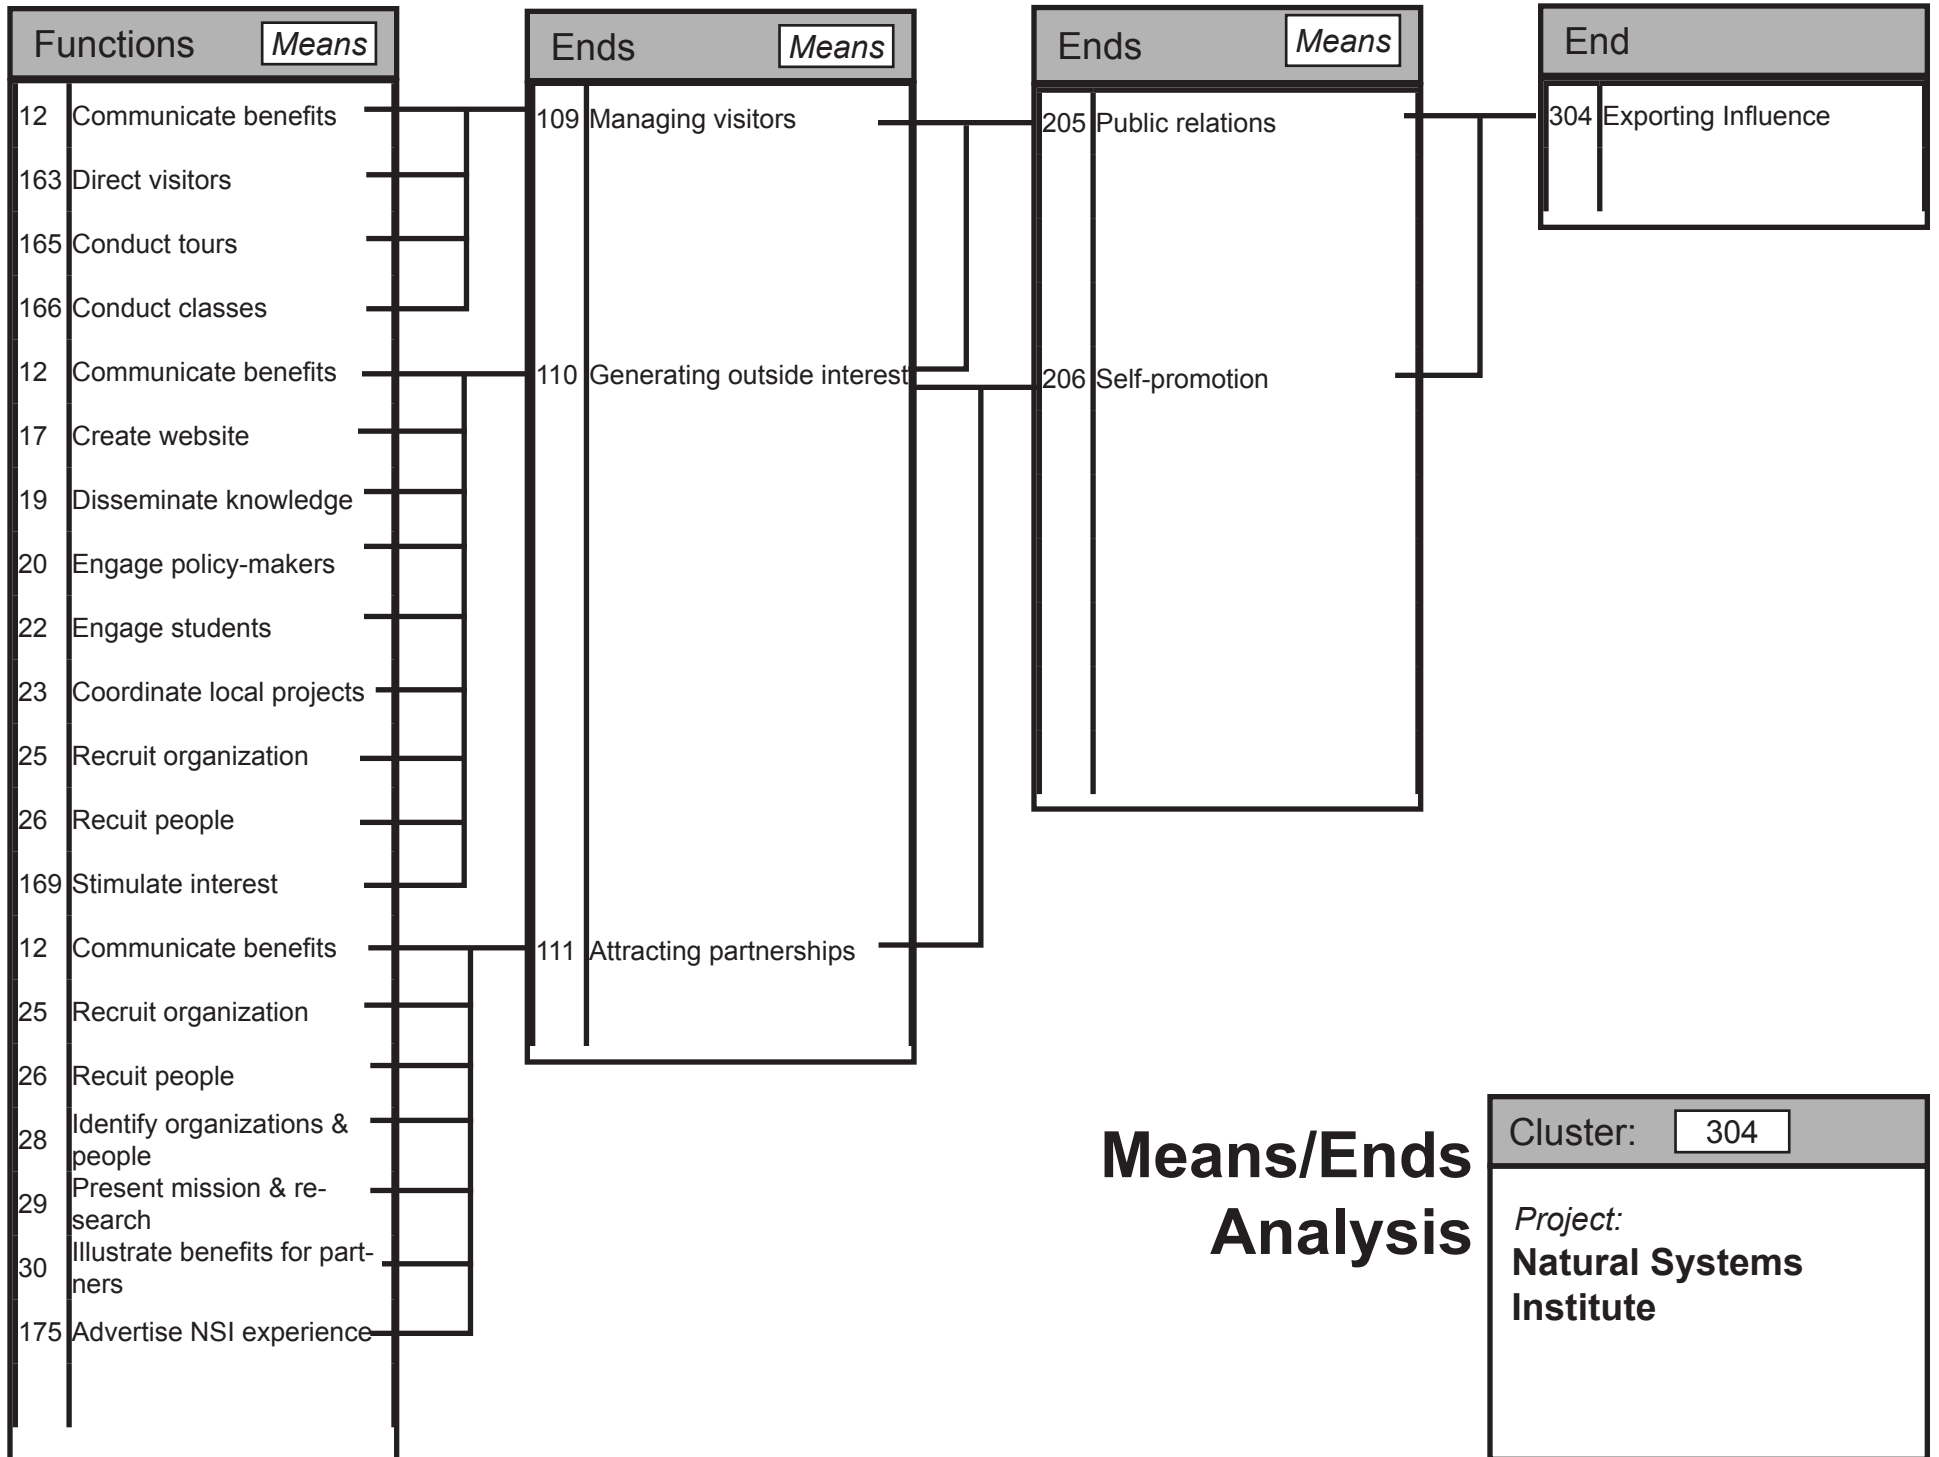 Functions Means
12 Communicate benefits
163 Direct visitors
165 Conduct tours
166 Conduct classes
12 Communicate benefits
17 Create website
19 Disseminate knowledge
20 Engage policy-makers
22 Engage students
23 Coordinate local projects
25 Recruit organization
26 Recuit people
169 Stimulate interest
12 Communicate benefits
25 Recruit organization
26 Recuit people
28 Identify organizations &
people
29 Present mission & re-
search
30 Illustrate benefits for part-
ners
175 Advertise NSI experience
Ends Means
109 Managing visitors
110 Generating outside interest
111 Attracting partnerships
Ends Means
205 Public relations
206 Self-promotion
End
304 Exporting Influence
Means/Ends
Analysis
Cluster: 304
Project:
Natural Systems
Institute